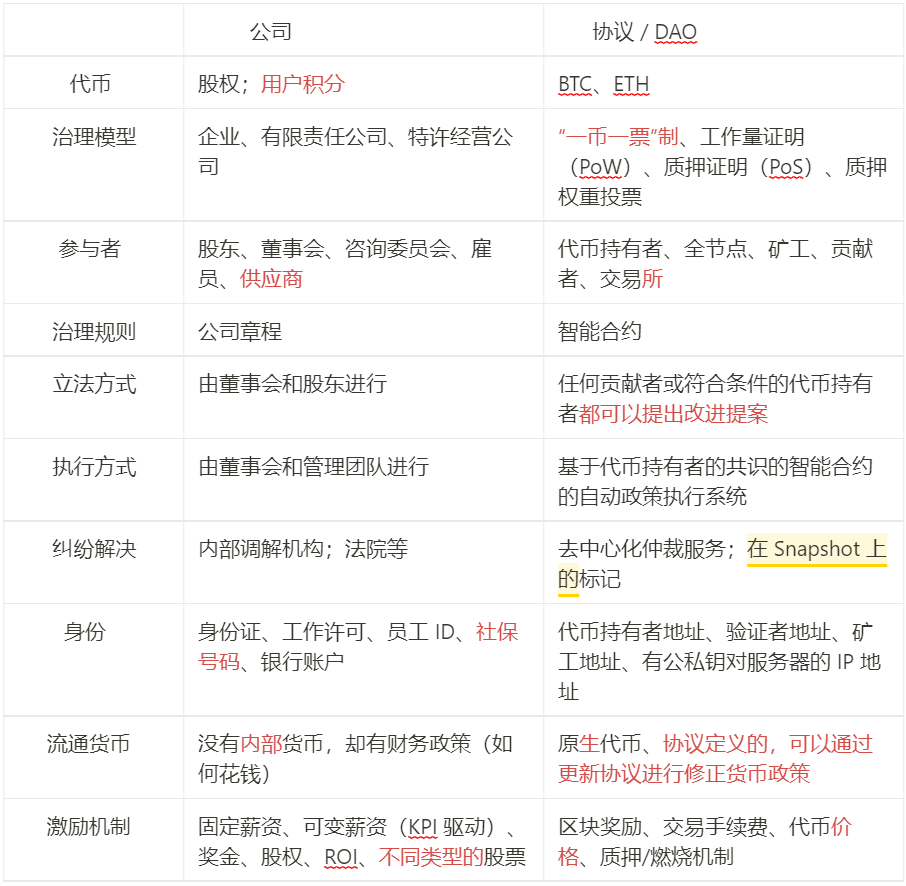 公司 协议 / DAO
代币 股权；用户积分 BTC、ETH
治理模型 企业、有限责任公司、特许经营公 “一币一票”制、工作量证明
司 （PoW）、质押证明（PoS）、质押
权重投票
参与者 股东、董事会、咨询委员会、雇 代币持有者、全节点、矿工、贡献
员、供应商 者、交易所
治理规则 公司章程 智能合约
立法方式 由董事会和股东进行 任何贡献者或符合条件的代币持有
者都可以提出改进提案
执行方式 由董事会和管理团队进行 基于代币持有者的共识的智能合约
的自动政策执行系统
纠纷解决 内部调解机构；法院等 去中心化仲裁服务；在 Snapshot 上
的标记
身份 身份证、工作许可、员工 ID、社保 代币持有者地址、验证者地址、矿
号码、银行账户 工地址、有公私钥对服务器的 IP 地
址
流通货币 没有内部货币，却有财务政策（如 原生代币、协议定义的，可以通过
何花钱） 更新协议进行修正货币政策
激励机制 固定薪资、可变薪资（KPI 驱动）、 区块奖励、交易手续费、代币价
奖金、股权、ROI、不同类型的股票 格、质押/燃烧机制